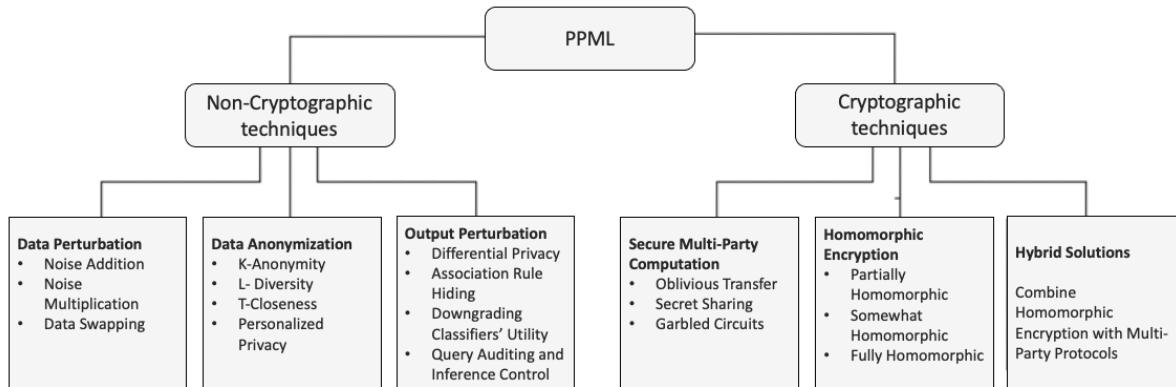 PPML
Non-Cryptographic
techniques
Cryptographic
techniques
Data Perturbation
• Noise Addition
• Noise
Multiplication
• Data Swapping
Data Anonymization
• K-Anonymity
• L- Diversity
• T-Closeness
• Personalized
Privacy
Output Perturbation
• Differential Privacy
• Association Rule
Hiding
• Downgrading
Classifiers’ Utility
• Query Auditing and
Inference Control
Secure Multi-Party
Computation
• Oblivious Transfer
• Secret Sharing
• Garbled Circuits
Homomorphic
Encryption
• Partially
Homomorphic
• Somewhat
Homomorphic
• Fully Homomorphic
Hybrid Solutions
Combine
Homomorphic
Encryption with Multi-
Party Protocols